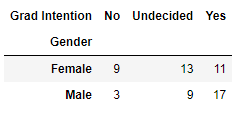 Grad Intention No Undecided Yes
Gender
Female 9 13 11
Male 3 9 17